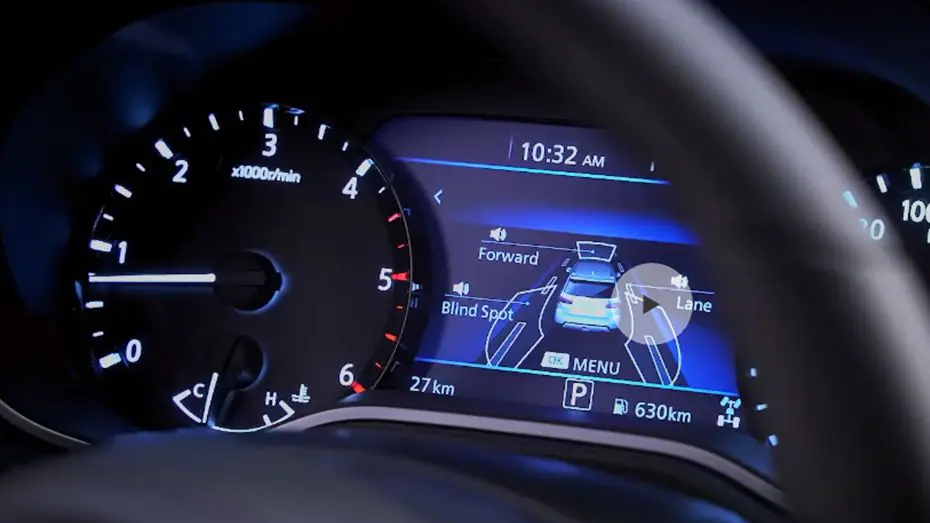 10:32 AM
3
2
x1000r/min
4
100
Forward
1
5
Blind Spot
Lane
0
OK MENU
6
C
H
27km
P
630km